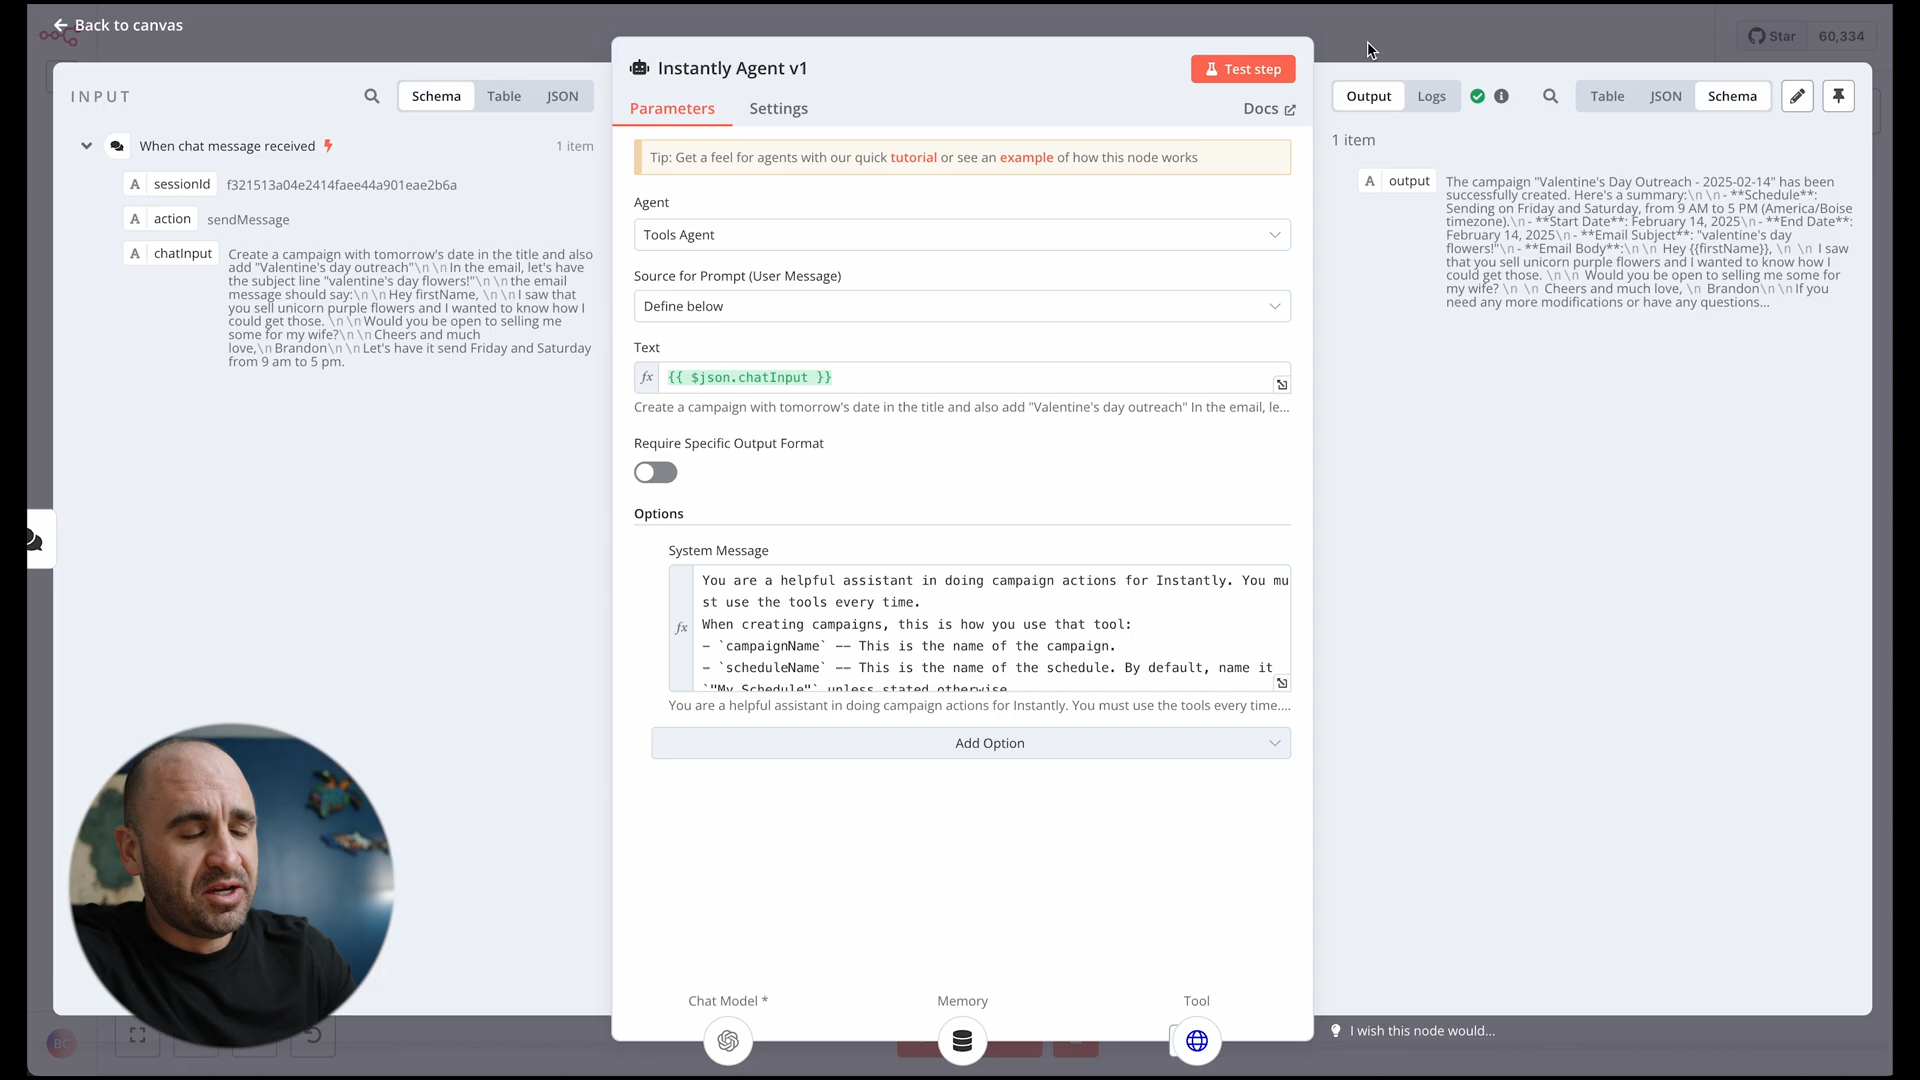 Back to canvas
Star 60,334
INPUT
Schema Table JSON
When chat message received 1 item
A sessionId f321513a04e2414faee44a901eae2b6a
A action sendMessage
A chatInput Create a campaign with tomorrow's date in the title and also
add "Valentine's day outreach"\n\nIn the email, let's have
the subject line "valentine's day flowers!"\n\nthe email
message should say:\n\nHey firstName, \n\nI saw that
you sell unicorn purple flowers and I wanted to know how I
could get those. \n\nWould you be open to selling me
some for my wife?\n\nCheers and much
love,\nBrandon\n\nLet's have it send Friday and Saturday
from 9 am to 5 pm.
Instantly Agent v1
Test step
Parameters Settings
Docs
Tip: Get a feel for agents with our quick tutorial or see an example of how this node works
Agent
Tools Agent
Source for Prompt (User Message)
Define below
Text
fx {{ $json.chatInput }}
Create a campaign with tomorrow's date in the title and also add "Valentine's day outreach" In the email, le...
Require Specific Output Format
Options
System Message
fx
You are a helpful assistant in doing campaign actions for Instantly. You mu
st use the tools every time.
When creating campaigns, this is how you use that tool:
– `campaignName` –– This is the name of the campaign.
– `scheduleName` –– This is the name of the schedule. By default, name it
`"My Schedule"` unless stated otherwise
You are a helpful assistant in doing campaign actions for Instantly. You must use the tools every time....
Add Option
Chat Model * Memory Tool
Output Logs
Table JSON Schema
1 item
A output The campaign "Valentine's Day Outreach - 2025-02-14" has been
successfully created. Here's a summary:\n\n- **Schedule**:
Sending on Friday and Saturday, from 9 AM to 5 PM (America/Boise
timezone).\n- **Start Date**: February 14, 2025\n- **End Date**:
February 14, 2025\n- **Email Subject**: "valentine's day
flowers!"\n- **Email Body**:\n\n Hey {{firstName}}, \n \n I saw
that you sell unicorn purple flowers and I wanted to know how I
could get those. \n\n Would you be open to selling me some for
my wife? \n \n Cheers and much love, \n Brandon\n\nIf you
need any more modifications or have any questions...
I wish this node would...
BC